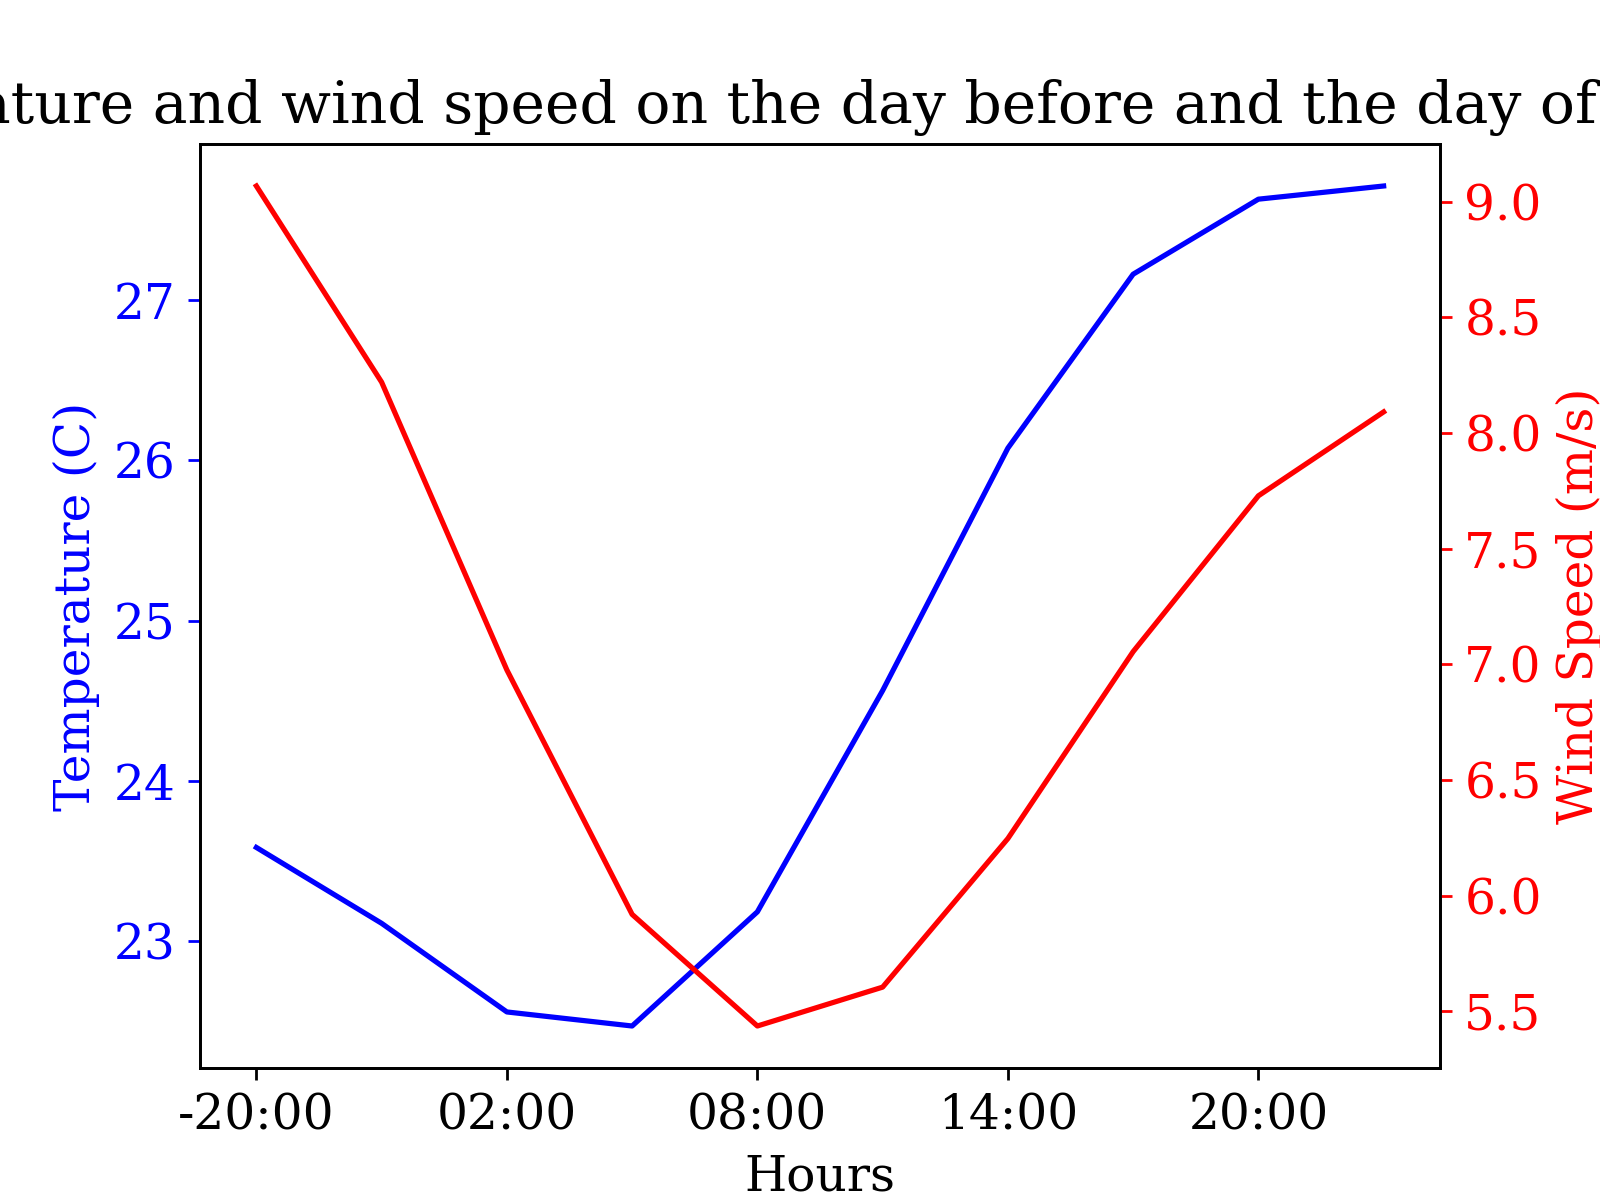 and wind speed on the day before and the day of
27
26
25
24
23
Temperature (C)
9.0
8.5
8.0
7.5
7.0
6.5
6.0
5.5
Wind Speed (m/s)
-20:00 02:00 08:00 14:00 20:00
Hours